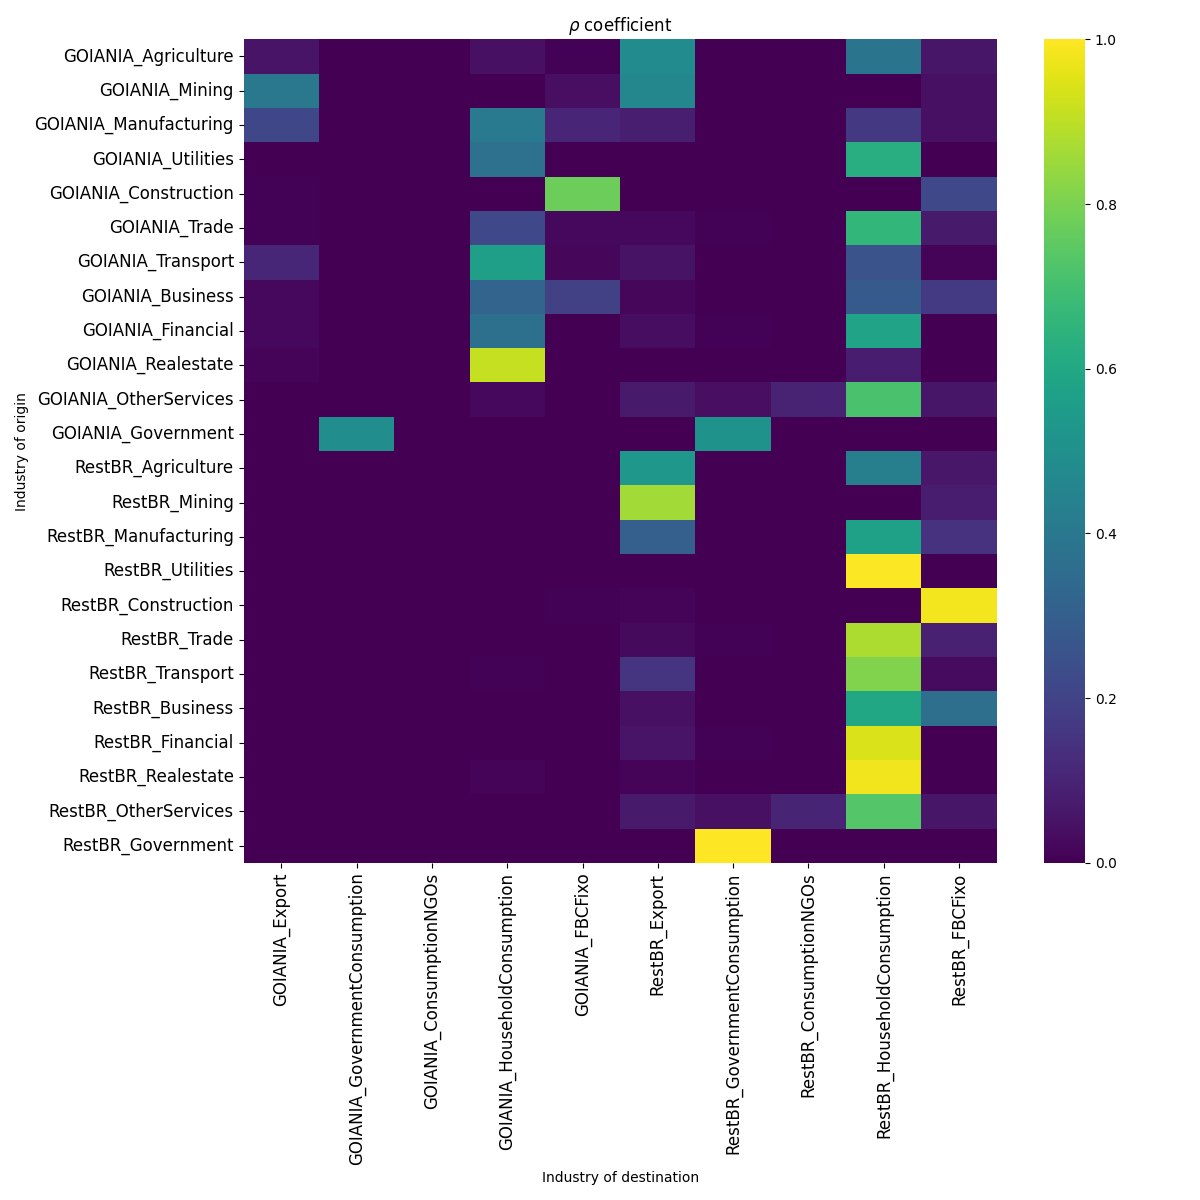 ρ coefficient
GOIANIA_Agriculture
GOIANIA_Mining
GOIANIA_Manufacturing
GOIANIA_Utilities
GOIANIA_Construction
GOIANIA_Trade
GOIANIA_Transport
GOIANIA_Business
GOIANIA_Financial
GOIANIA_Realestate
GOIANIA_OtherServices
GOIANIA_Government
RestBR_Agriculture
RestBR_Mining
RestBR_Manufacturing
RestBR_Utilities
RestBR_Construction
RestBR_Trade
RestBR_Transport
RestBR_Business
RestBR_Financial
RestBR_Realestate
RestBR_OtherServices
RestBR_Government
Industry of origin
GOIANIA_Export
GOIANIA_GovernmentConsumption
GOIANIA_ConsumptionNGOs
GOIANIA_HouseholdConsumption
GOIANIA_FBCFixo
RestBR_Export
RestBR_GovernmentConsumption
RestBR_ConsumptionNGOs
RestBR_HouseholdConsumption
RestBR_FBCFixo
Industry of destination
1.0
0.8
0.6
0.4
0.2
0.0